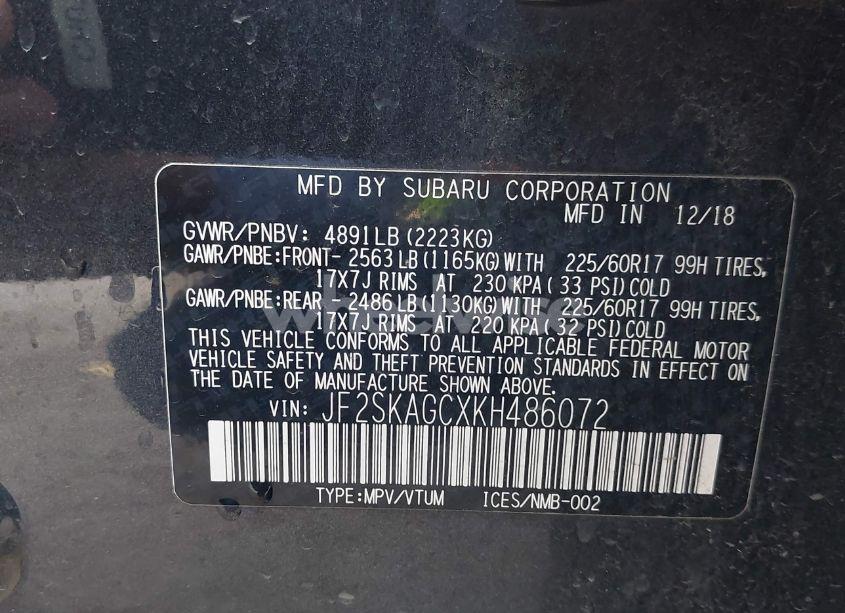 MFD BY SUBARU CORPORATION
MFD IN 12/18
GVWR/PNBV: 4891LB(2223KG)
GAWR/PNBE:FRONT- 2563LB(1165KG)WITH 225/60R17 99H TIRES,
17X7J RIMS AT 230 KPA(33 PSI)COLD
GAWR/PNBE:REAR - 2486LB(1130KG)WITH 225/60R17 99H TIRES,
17X7J RIMS AT 220 KPA(32 PSI)COLD
THIS VEHICLE CONFORMS TO ALL APPLICABLE FEDERAL MOTOR
VEHICLE SAFETY AND THEFT PREVENTION STANDARDS IN EFFECT ON
THE DATE OF MANUFACTURE SHOWN ABOVE.
VIN: JF2SKAGCXKH486072
TYPE:MPV/VTUM ICES/NMB-002